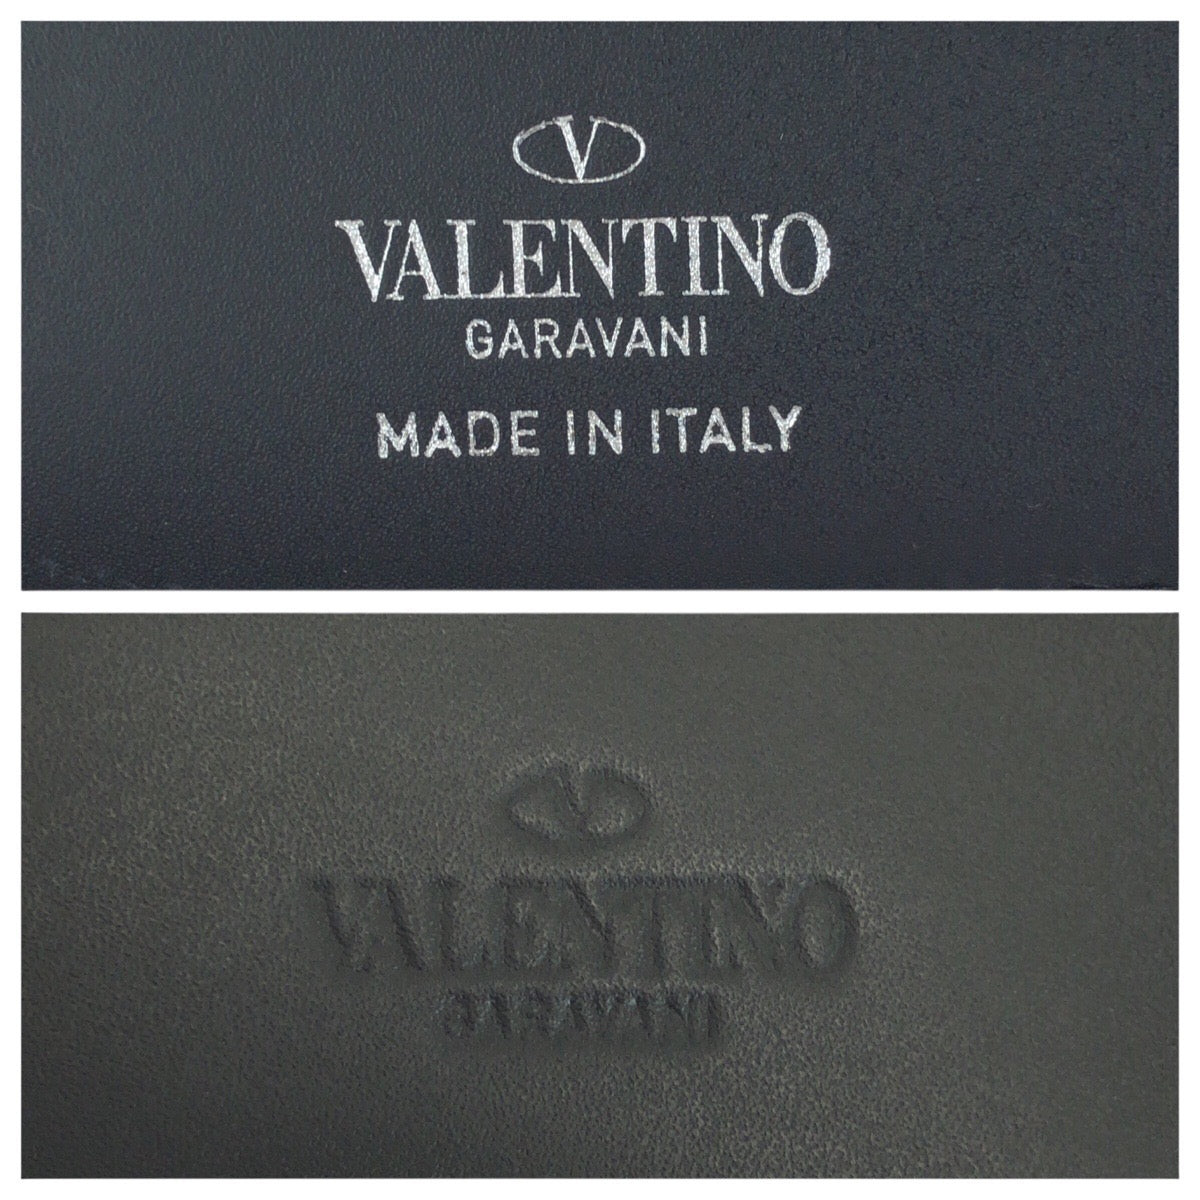 V
VALENTINO
GARAVANI
MADE IN ITALY
V
VALENTINO
GARAVANI